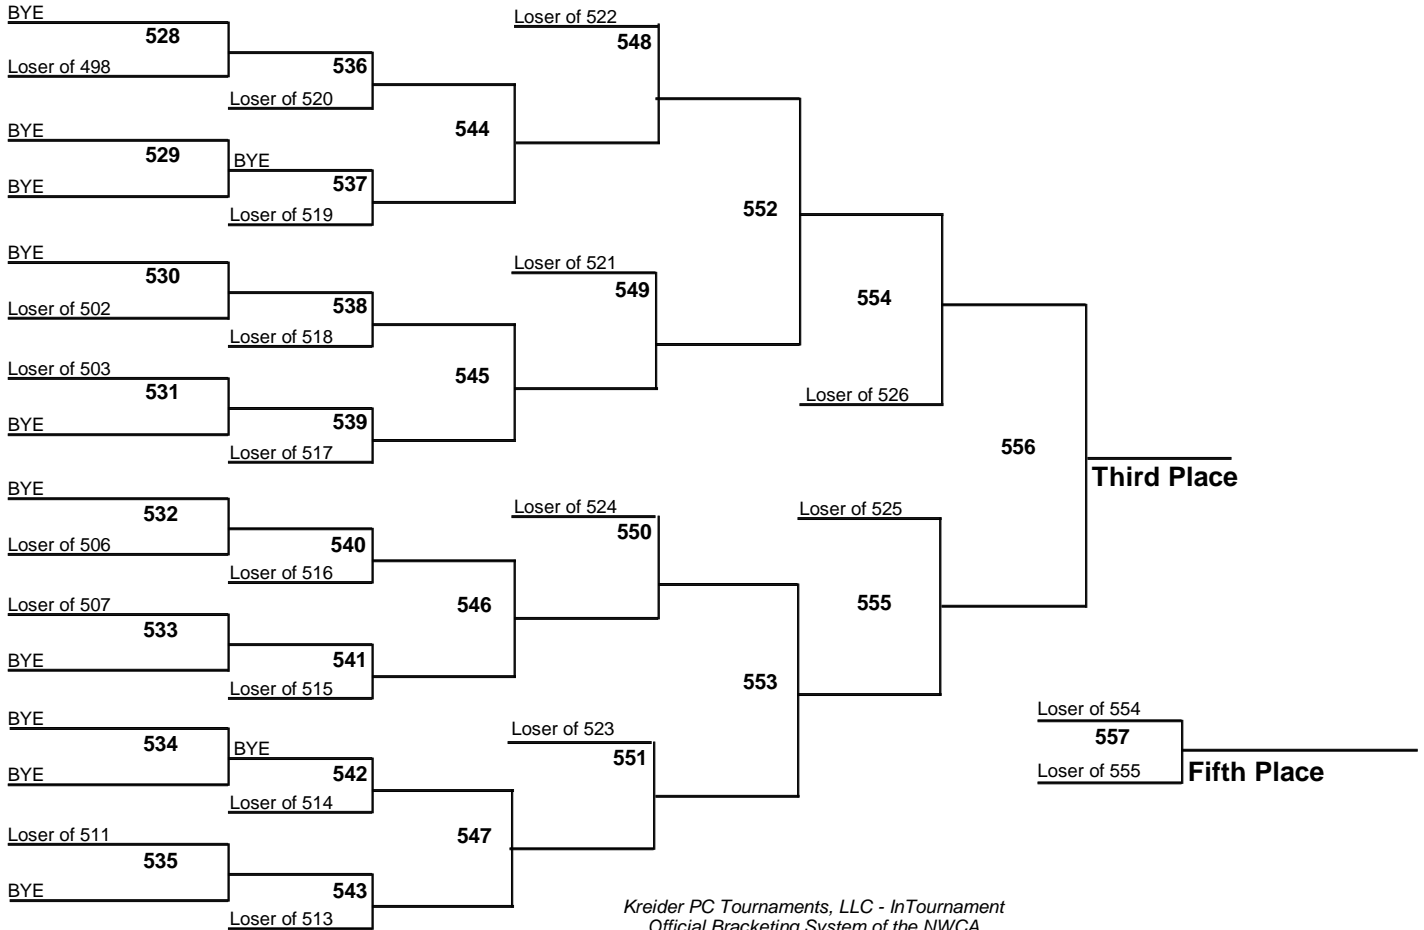 BYE
528
Loser of 498
536
Loser of 520
BYE
529
BYE
BYE
537
Loser of 519
544
Loser of 522
548
BYE
530
Loser of 502
538
Loser of 518
Loser of 503
531
BYE
539
Loser of 517
545
Loser of 521
549
552
554
Loser of 526
BYE
532
Loser of 506
540
Loser of 516
Loser of 507
533
BYE
541
Loser of 515
546
Loser of 524
550
BYE
534
BYE
BYE
542
Loser of 514
Loser of 511
535
BYE
543
Loser of 513
547
Loser of 523
551
553
Loser of 525
555
556
Third Place
Loser of 554
557
Loser of 555
Fifth Place
Kreider PC Tournaments, LLC - InTournament
Official Bracketing System of the NWCA